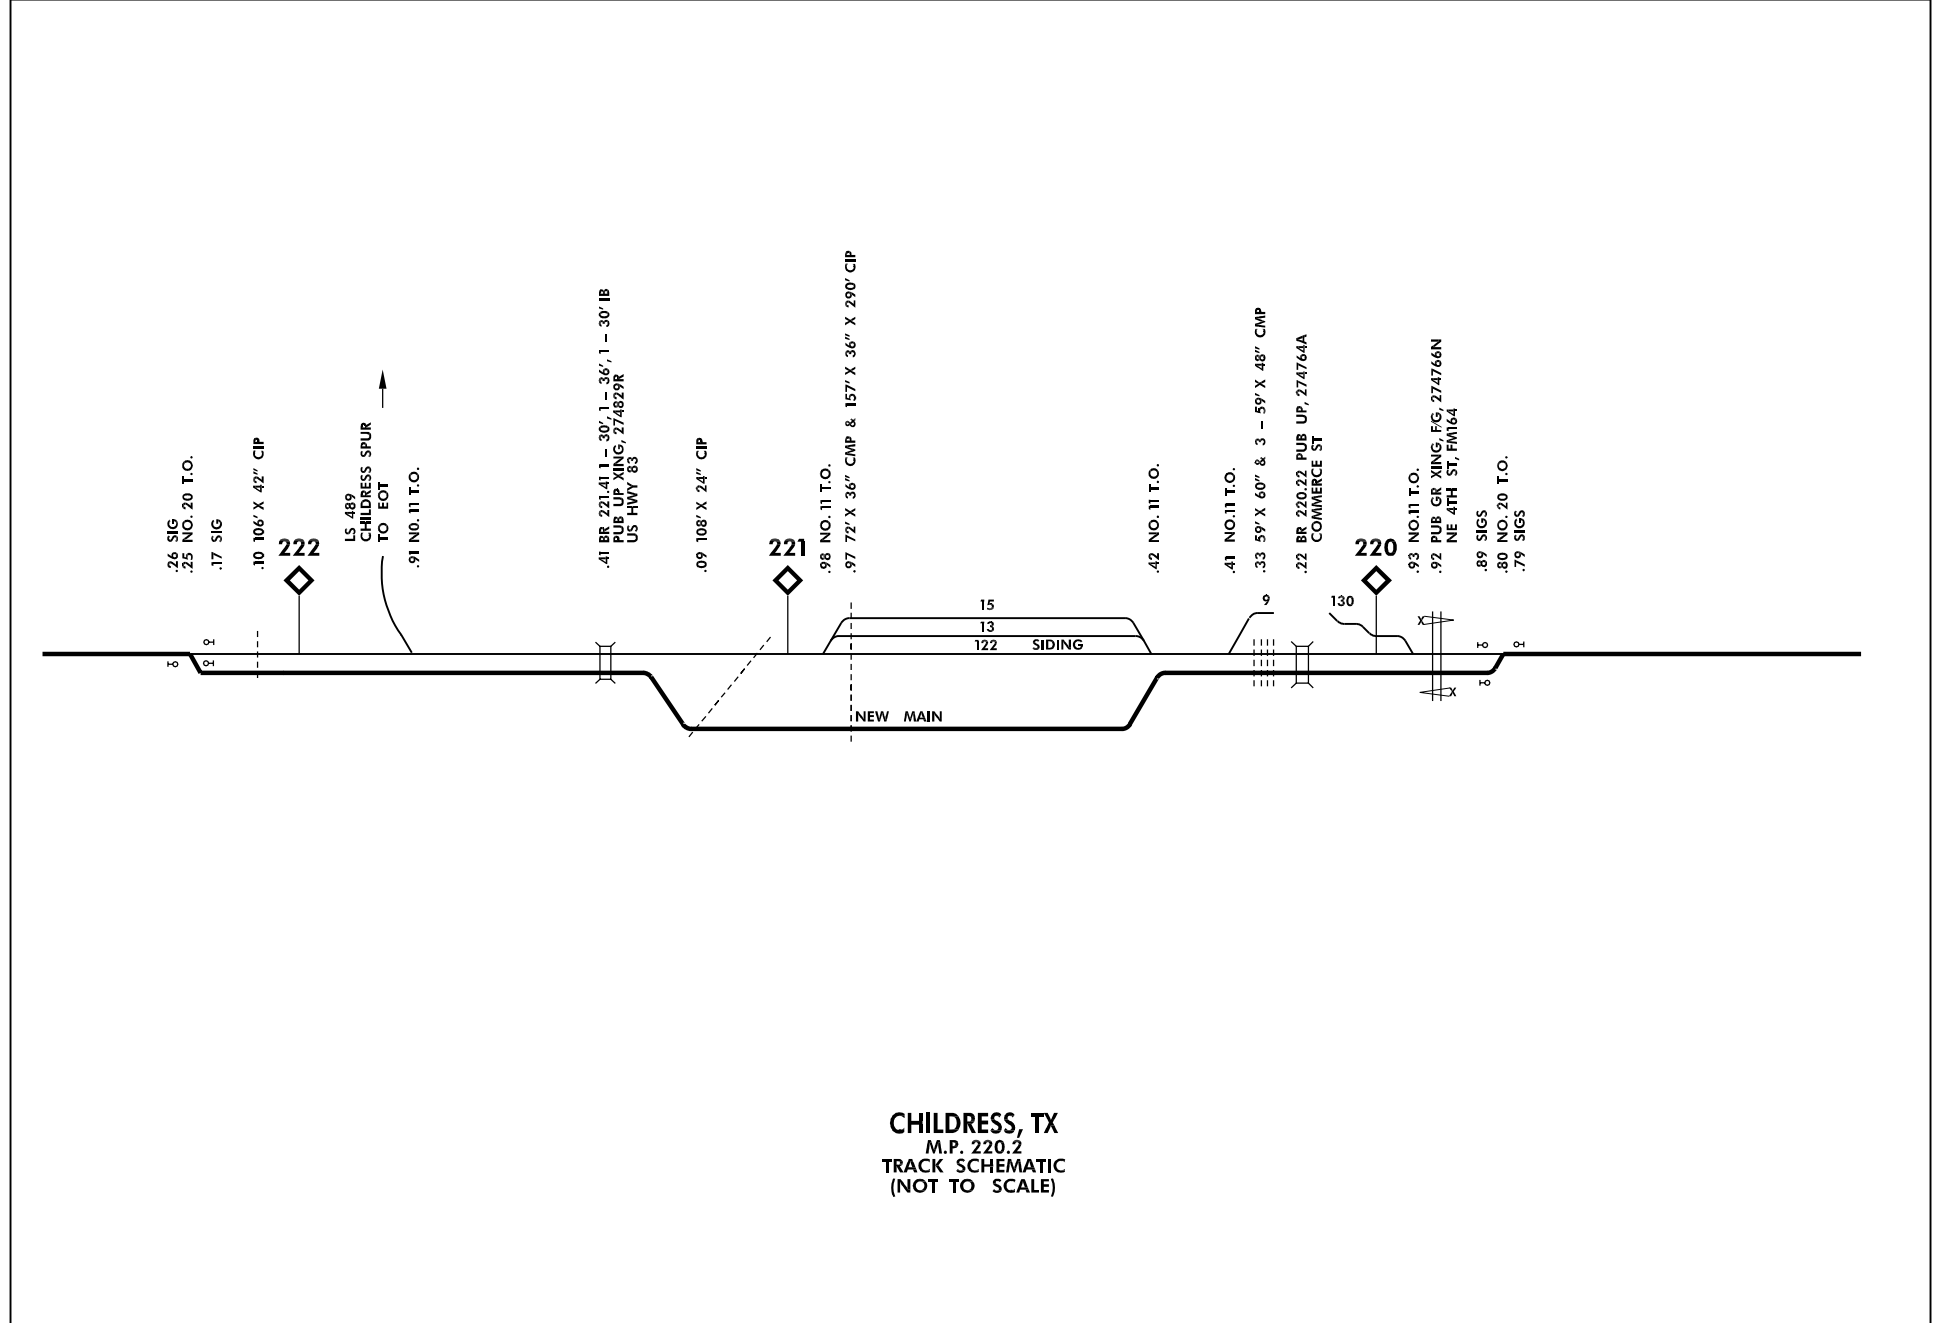 .26 SIG
.25 NO. 20 T.O.
.17 SIG
.10 106' X 42" CIP
222
LS 489
CHILDRESS SPUR
TO EOT
.91 NO. 11 T.O.
.41 BR 221.41 1 - 30', 1 - 36', 1 - 30' IB
PUB UP XING, 274829R
US HWY 83
.09 108' X 24" CIP
221
.98 NO. 11 T.O.
.97 72' X 36" CMP & 157' X 36" X 290' CIP
.42 NO. 11 T.O.
.41 NO.11 T.O.
.33 59' X 60" & 3 - 59' X 48" CMP
.22 BR 220.22 PUB UP, 274764A
COMMERCE ST
220
.93 NO.11 T.O.
.92 PUB GR XING, F/G, 274766N
NE 4TH ST, FM164
.89 SIGS
.80 NO. 20 T.O.
.79 SIGS
15
13
122 SIDING
9
130
X
X
NEW MAIN
CHILDRESS, TX
M.P. 220.2
TRACK SCHEMATIC
(NOT TO SCALE)